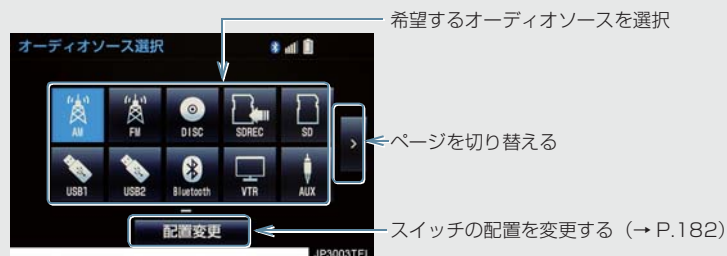 希望するオーディオソースを選択
オーディオソース選択
AM
FM
DISC
SDREC
SD
ページを切り替える
USB1
USB2
Bluetooth
VTR
AUX
配置変更
スイッチの配置を変更する（→ P.182）
JP3003TEL